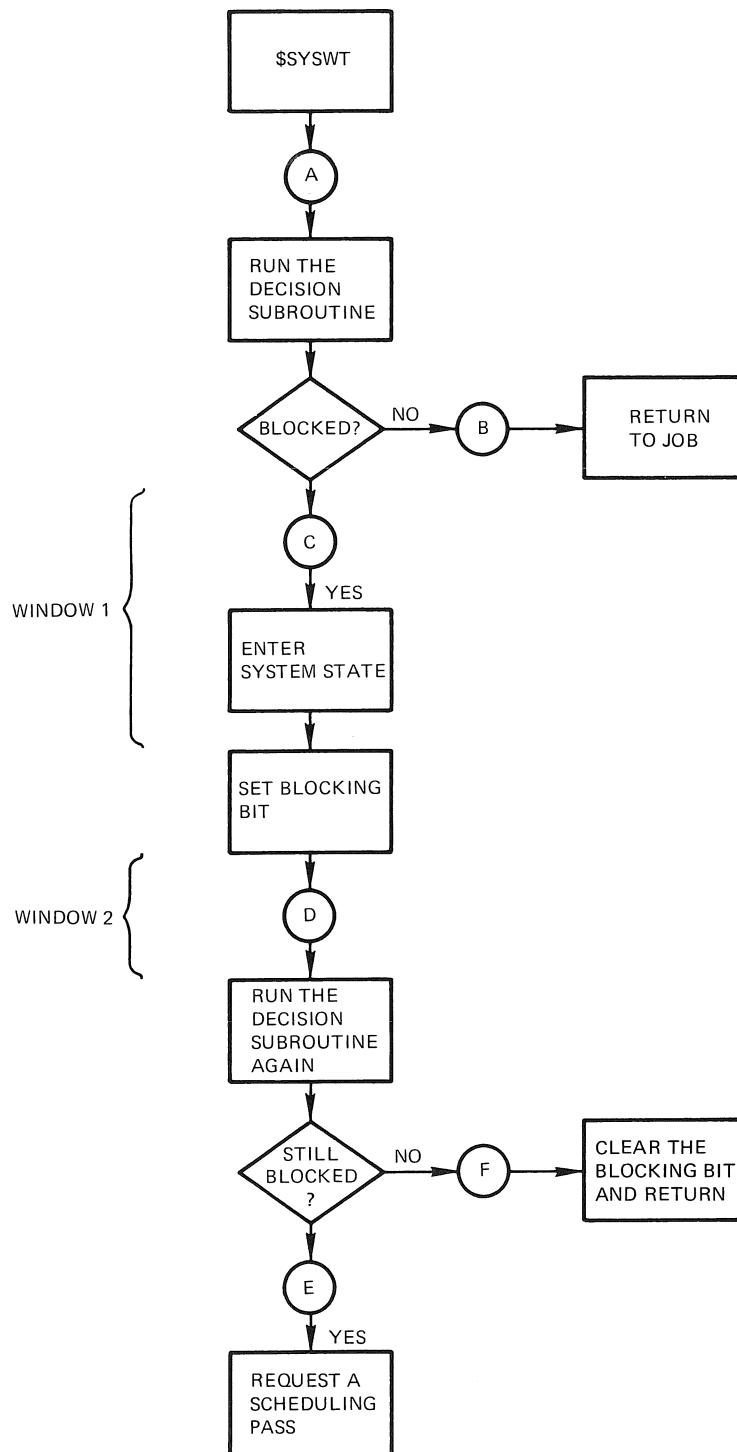 $SYSWT
A
RUN THE
DECISION
SUBROUTINE
BLOCKED?
NO
B
RETURN
TO JOB
WINDOW 1
C
YES
ENTER
SYSTEM STATE
SET BLOCKING
BIT
WINDOW 2
D
RUN THE
DECISION
SUBROUTINE
AGAIN
STILL
BLOCKED
?
NO
F
CLEAR THE
BLOCKING BIT
AND RETURN
E
YES
REQUEST A
SCHEDULING
PASS